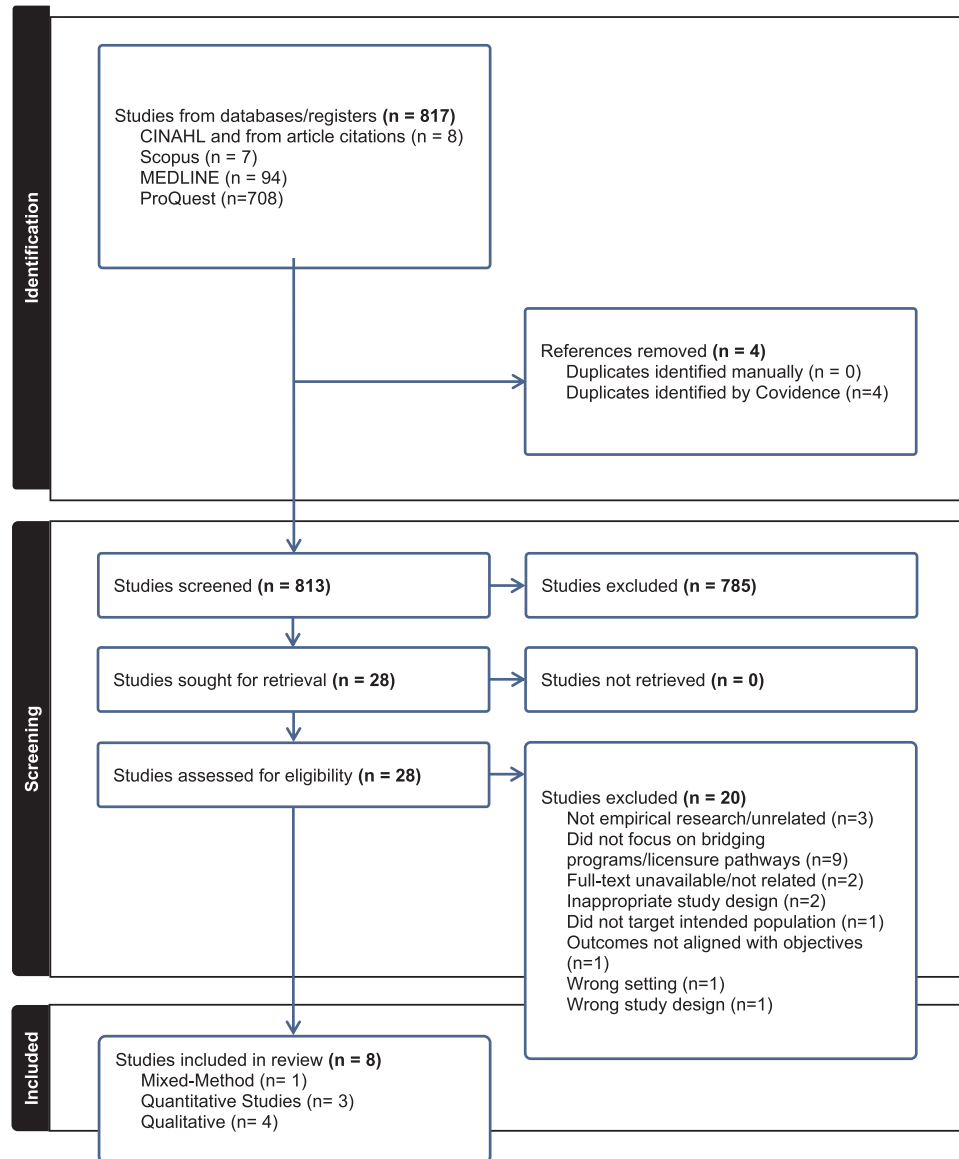 Identification
Studies from databases/registers (n = 817)
CINAHL and from article citations (n = 8)
Scopus (n = 7)
MEDLINE (n = 94)
ProQuest (n=708)
References removed (n = 4)
Duplicates identified manually (n = 0)
Duplicates identified by Covidence (n=4)
Screening
Studies screened (n = 813)
Studies excluded (n = 785)
Studies sought for retrieval (n = 28)
Studies not retrieved (n = 0)
Studies assessed for eligibility (n = 28)
Studies excluded (n = 20)
Not empirical research/unrelated (n=3)
Did not focus on bridging
programs/licensure pathways (n=9)
Full-text unavailable/not related (n=2)
Inappropriate study design (n=2)
Did not target intended population (n=1)
Outcomes not aligned with objectives
(n=1)
Wrong setting (n=1)
Wrong study design (n=1)
Included
Studies included in review (n = 8)
Mixed-Method (n= 1)
Quantitative Studies (n= 3)
Qualitative (n= 4)